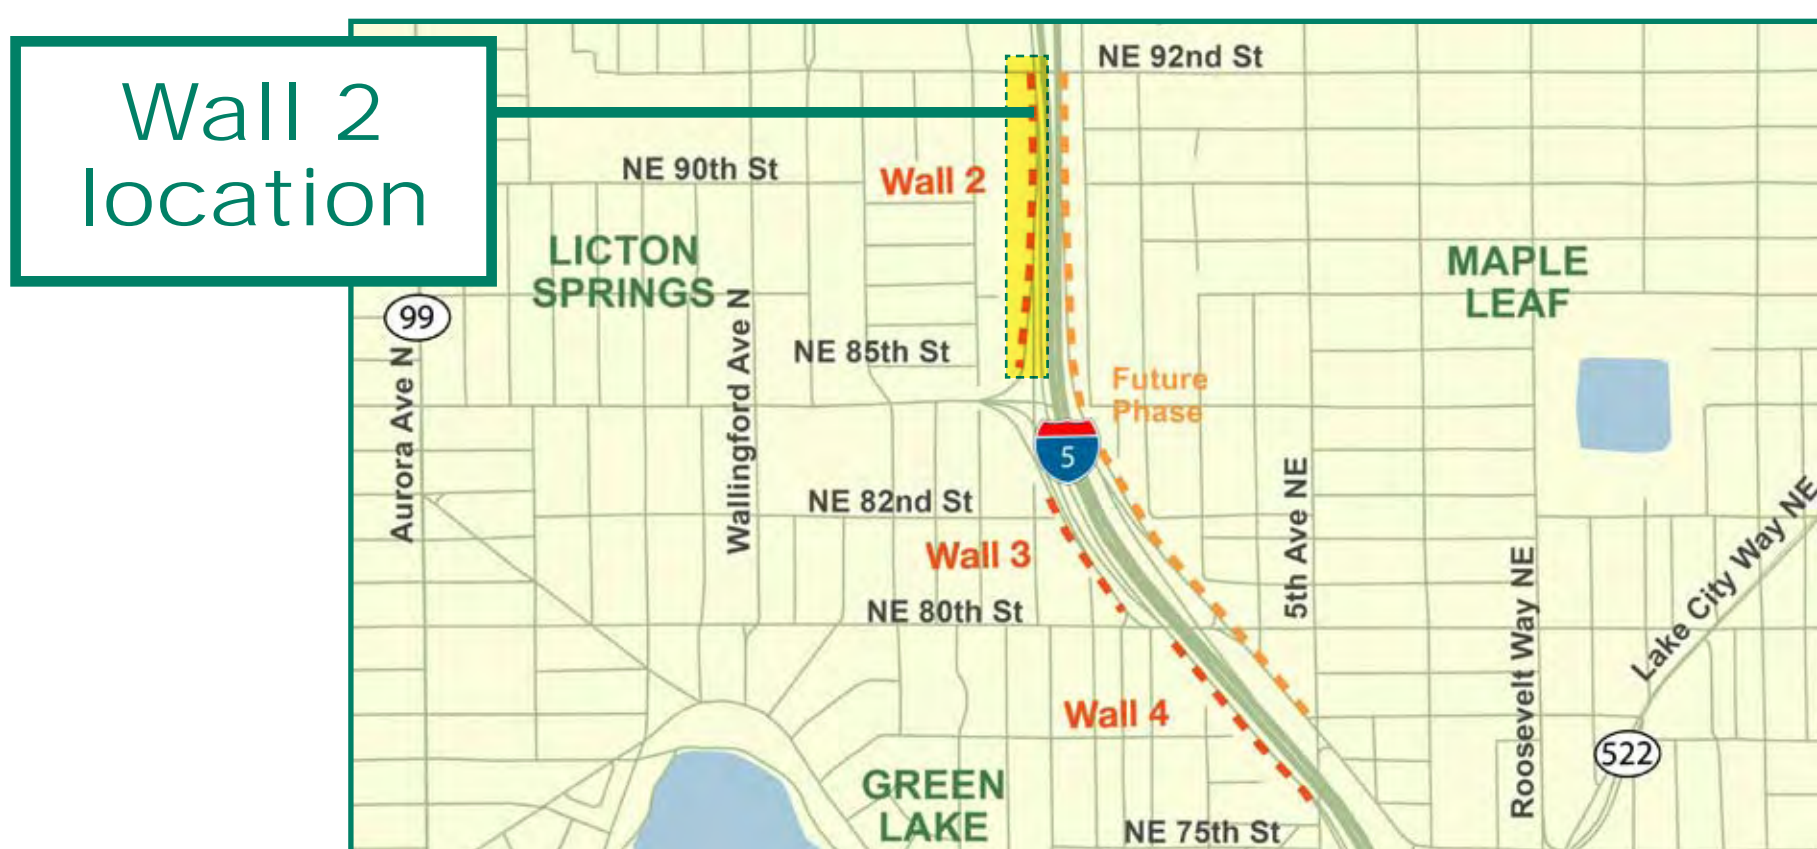 Wall 2
location
NE 92nd St
NE 90th St
Wall 2
LICTON
SPRINGS
MAPLE
LEAF
99
NE 85th St
Future
Phase
Aurora Ave N
Wallingford Ave N
5
NE 82nd St
5th Ave NE
Wall 3
NE 80th St
Roosevelt Way NE
Lake City Way NE
Wall 4
522
GREEN
LAKE
NE 75th St